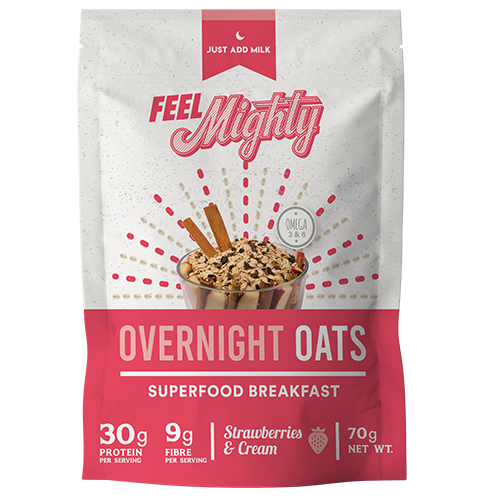 JUST ADD MILK
FEEL
Mighty
OMEGA
3 & 6
OVERNIGHT OATS
SUPERFOOD BREAKFAST
30g
PROTEIN
PER SERVING
9g
FIBRE
PER SERVING
Strawberries
& Cream
70g
NET WT.